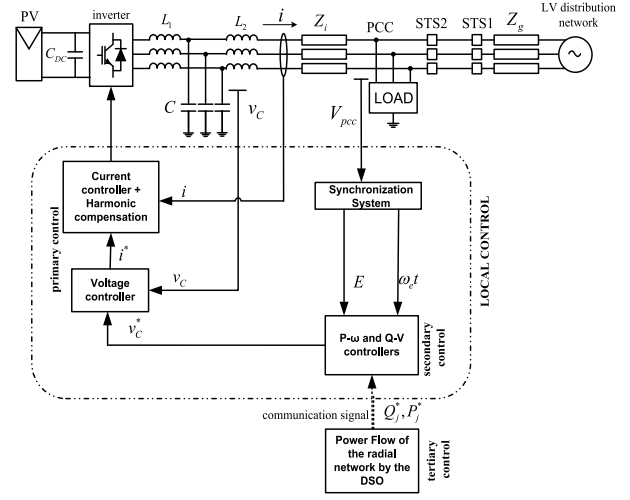 PV
inverter
L₁
L₂
i
Z_i
PCC
STS2
STS1
Z_g
LV distribution
network
C_DC
C
v_C
V_pcc
LOAD
Current
controller +
Harmonic
compensation
i
Synchronization
System
i*
primary control
Voltage
controller
v_C
E
ω_e t
LOCAL CONTROL
v_C*
P-ω and Q-V
controllers
secondary
control
communication signal
Q_j*, P_j*
Power Flow of
the radial
network by the
DSO
tertiary
control